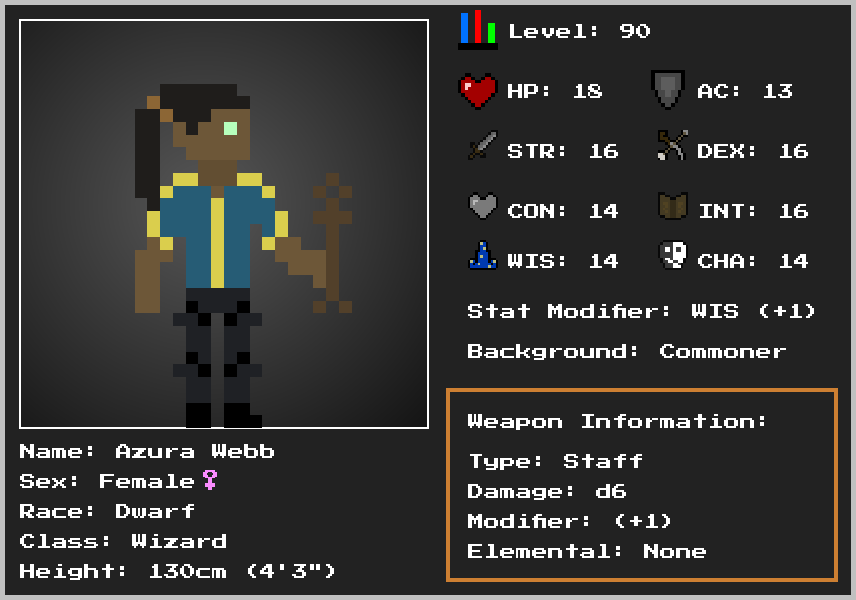 Level: 90
HP: 18 AC: 13
STR: 16 DEX: 16
CON: 14 INT: 16
WIS: 14 CHA: 14
Stat Modifier: WIS (+1)
Background: Commoner
Weapon Information:
Type: Staff
Damage: d6
Modifier: (+1)
Elemental: None
Name: Azura Webb
Sex: Female♀
Race: Dwarf
Class: Wizard
Height: 130cm (4'3")